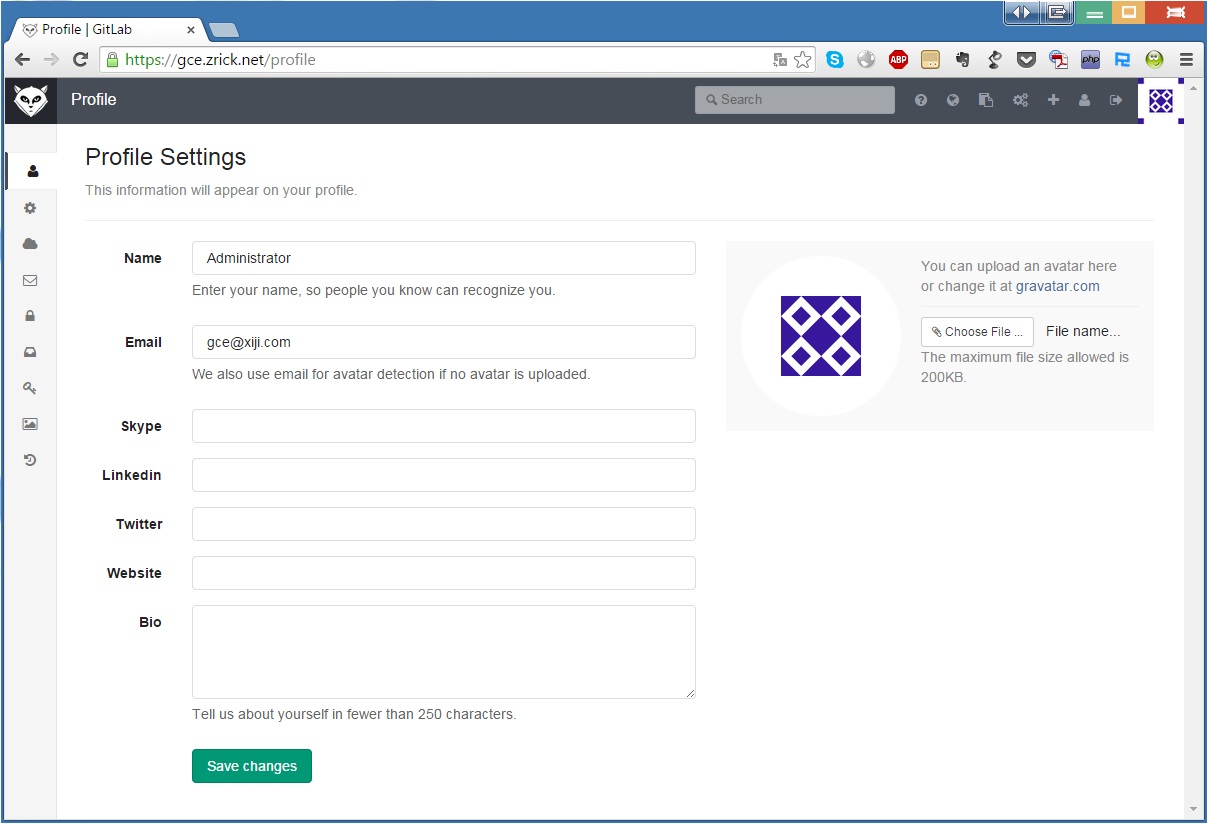 Profile | GitLab
https://gce.zrick.net/profile
ABP
php
Profile
Search
Profile Settings
This information will appear on your profile.
Name
Administrator
Enter your name, so people you know can recognize you.
Email
gce@xiji.com
We also use email for avatar detection if no avatar is uploaded.
Skype
Linkedin
Twitter
Website
Bio
Tell us about yourself in fewer than 250 characters.
Save changes
You can upload an avatar here
or change it at gravatar.com
Choose File ...
File name...
The maximum file size allowed is
200KB.